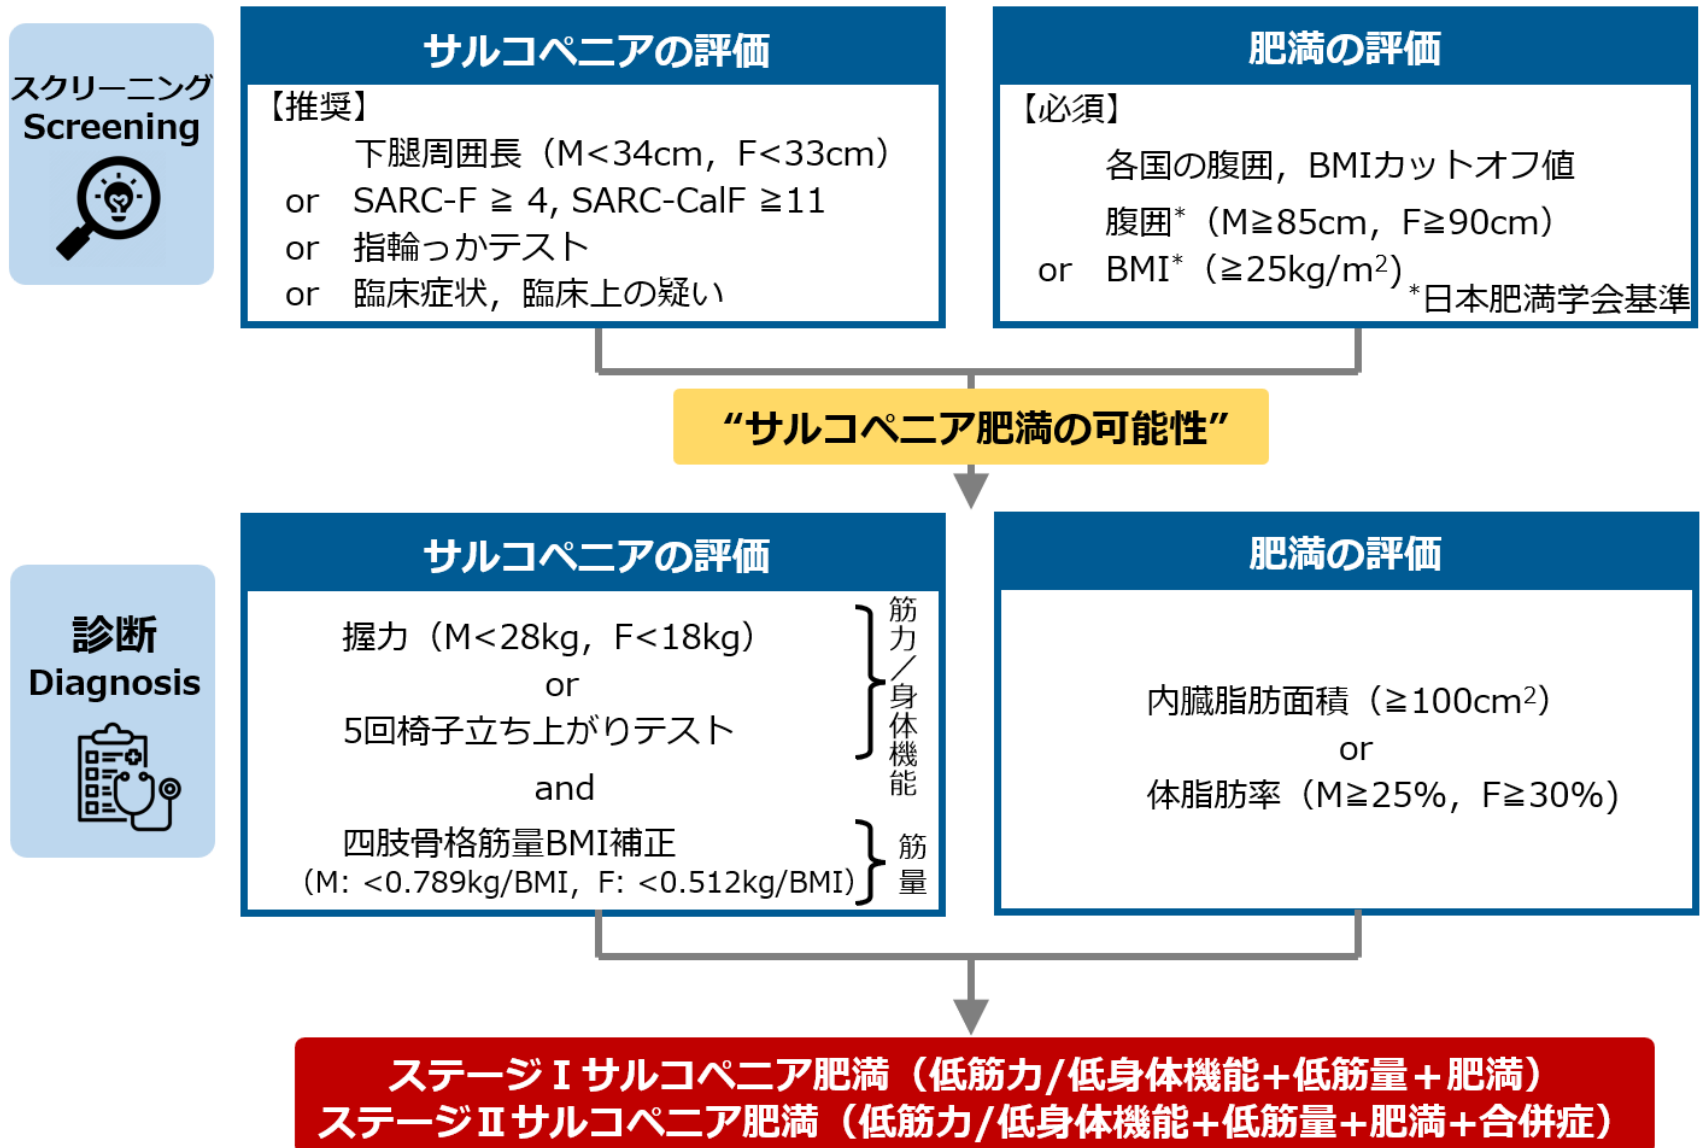 スクリーニング
Screening
サルコペニアの評価
【推奨】
下腿周囲長（M<34cm，F<33cm）
or SARC-F ≧ 4, SARC-CalF ≧11
or 指輪っかテスト
or 臨床症状，臨床上の疑い
肥満の評価
【必須】
各国の腹囲，BMIカットオフ値
腹囲*（M≧85cm，F≧90cm）
or BMI*（≧25kg/m²)
*日本肥満学会基準
“サルコペニア肥満の可能性”
診断
Diagnosis
サルコペニアの評価
握力（M<28kg，F<18kg）
or
5回椅子立ち上がりテスト
筋力／身体機能
and
四肢骨格筋量BMI補正
（M: <0.789kg/BMI，F: <0.512kg/BMI）
筋量
肥満の評価
内臓脂肪面積（≧100cm²）
or
体脂肪率（M≧25%，F≧30%)
ステージⅠサルコペニア肥満（低筋力/低身体機能+低筋量＋肥満）
ステージⅡサルコペニア肥満（低筋力/低身体機能+低筋量+肥満+合併症）